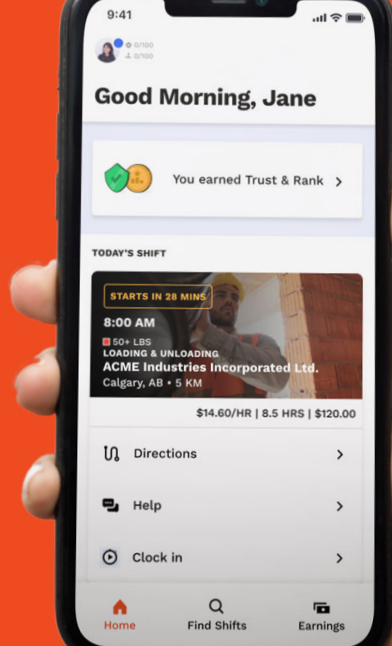 9:41
0/100
0/100
Good Morning, Jane
You earned Trust & Rank
TODAY'S SHIFT
STARTS IN 28 MINS
8:00 AM
50+ LBS
LOADING & UNLOADING
ACME Industries Incorporated Ltd.
Calgary, AB • 5 KM
$14.60/HR | 8.5 HRS | $120.00
Directions
Help
Clock in
Home
Find Shifts
Earnings